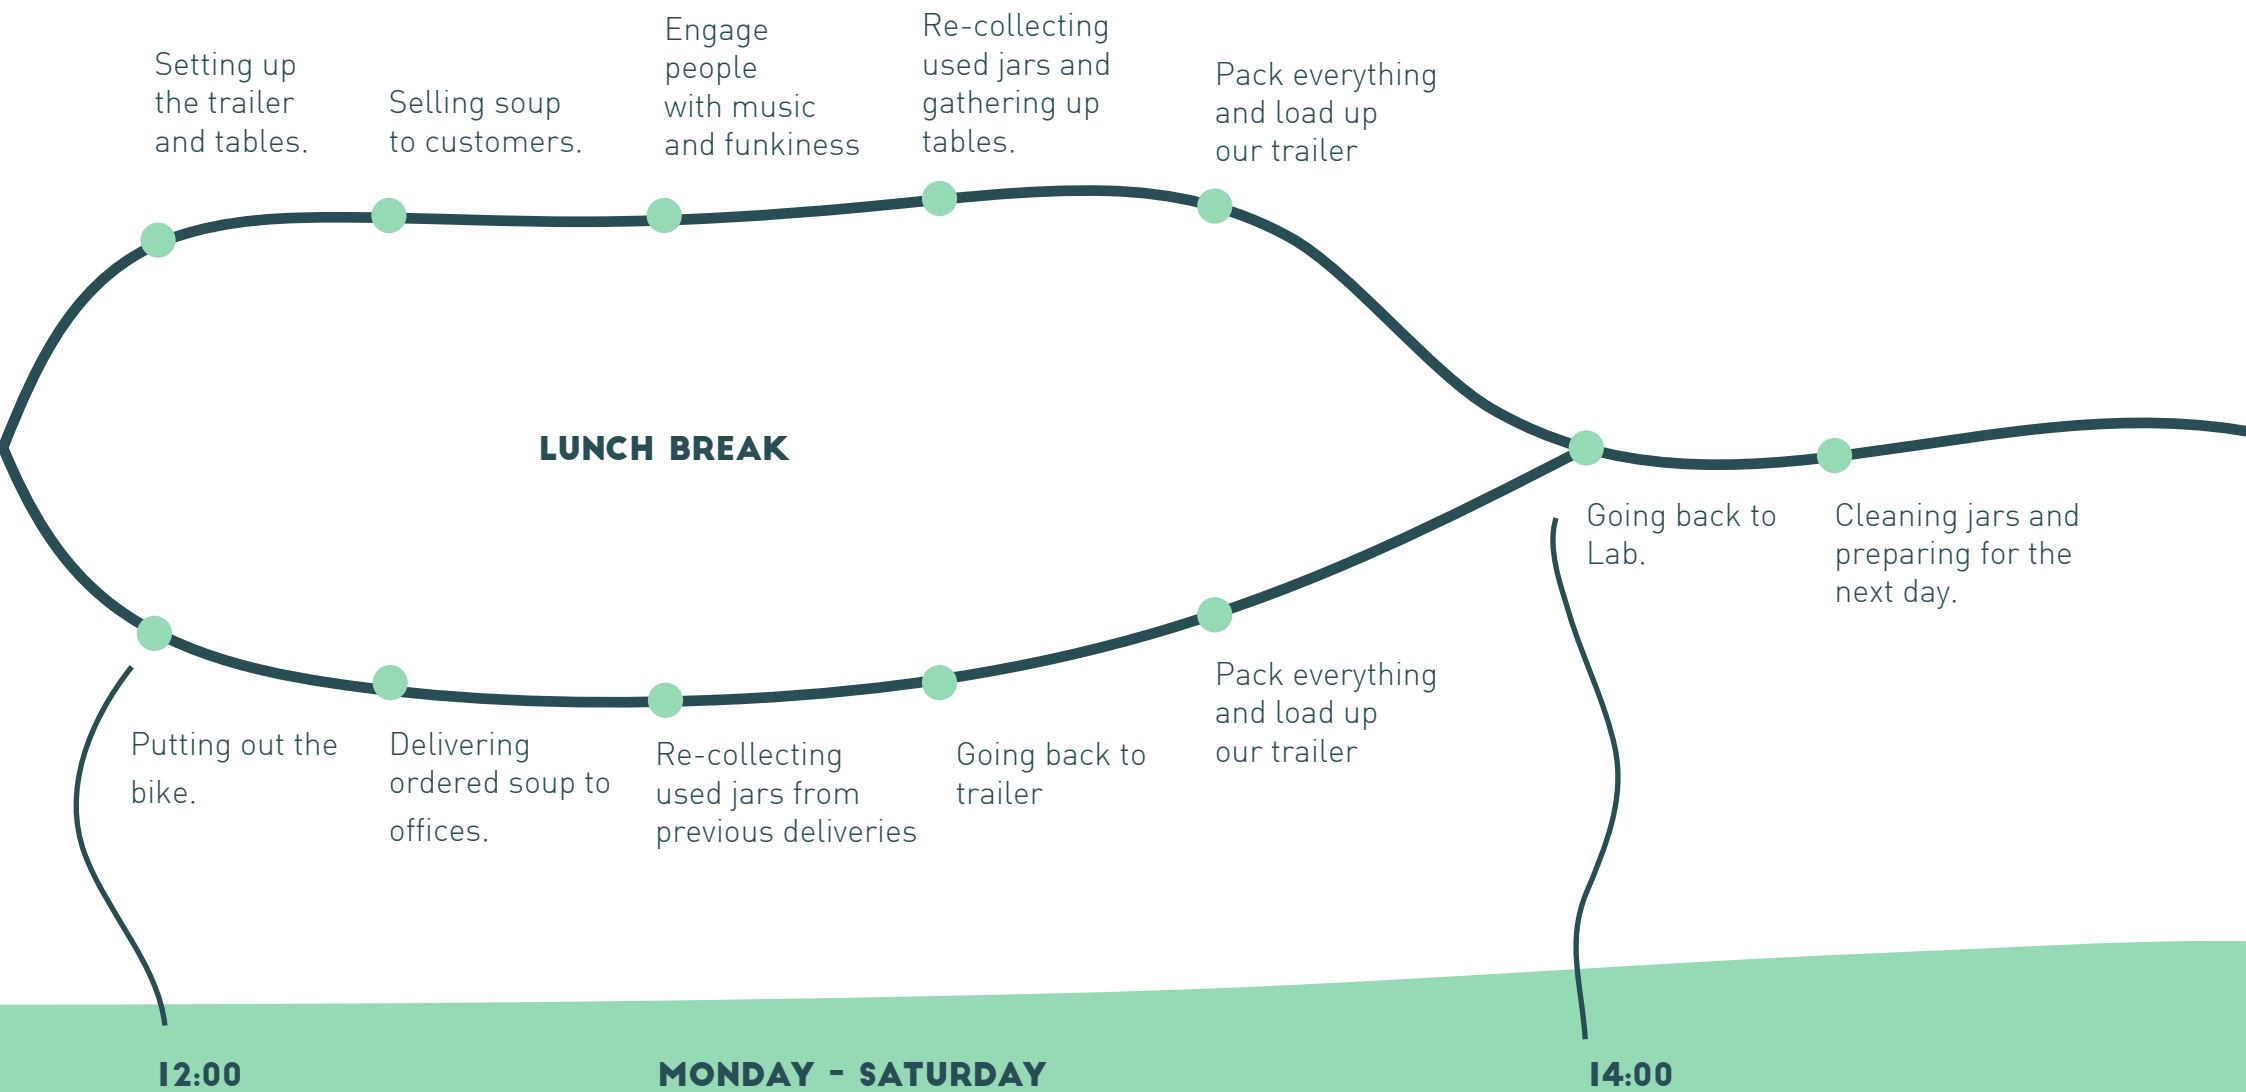 Setting up
the trailer
and tables.
Selling soup
to customers.
Engage
people
with music
and funkiness
Re-collecting
used jars and
gathering up
tables.
Pack everything
and load up
our trailer
LUNCH BREAK
Going back to
Lab.
Cleaning jars and
preparing for the
next day.
Putting out the
bike.
Delivering
ordered soup to
offices.
Re-collecting
used jars from
previous deliveries
Going back to
trailer
Pack everything
and load up
our trailer
12:00
MONDAY - SATURDAY
14:00